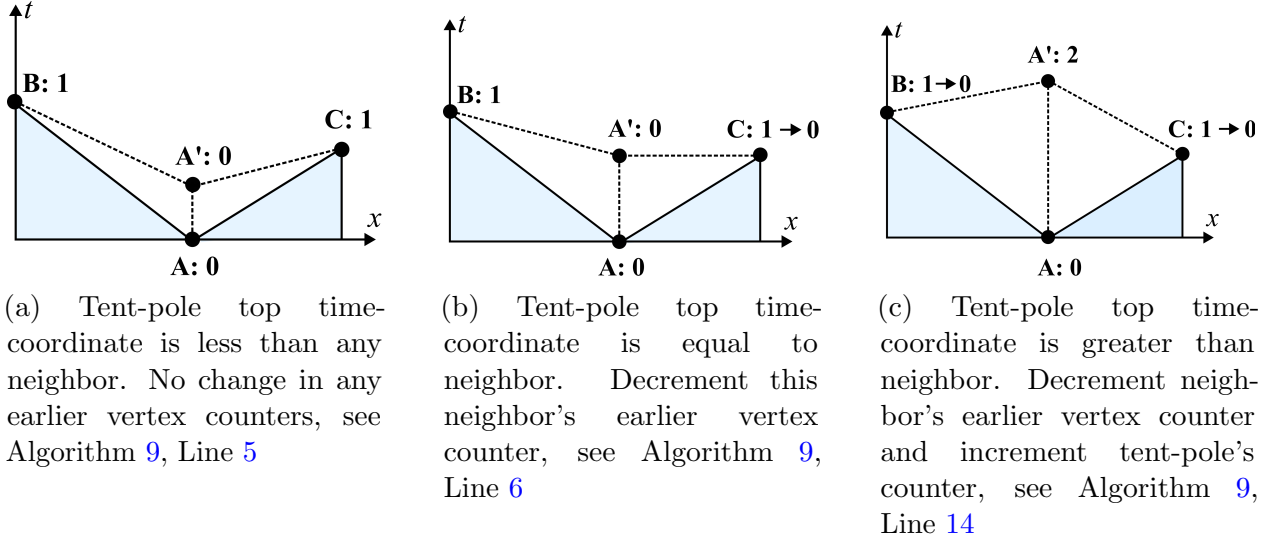 t
B: 1
C: 1
A': 0
x
A: 0
(a) Tent-pole top time-
coordinate is less than any
neighbor. No change in any
earlier vertex counters, see
Algorithm 9, Line 5
t
B: 1
A': 0
C: 1 → 0
x
A: 0
(b) Tent-pole top time-
coordinate is equal to
neighbor. Decrement this
neighbor's earlier vertex
counter, see Algorithm 9,
Line 6
t
A': 2
B: 1→0
C: 1 → 0
x
A: 0
(c) Tent-pole top time-
coordinate is greater than
neighbor. Decrement neigh-
bor's earlier vertex counter
and increment tent-pole's
counter, see Algorithm 9,
Line 14